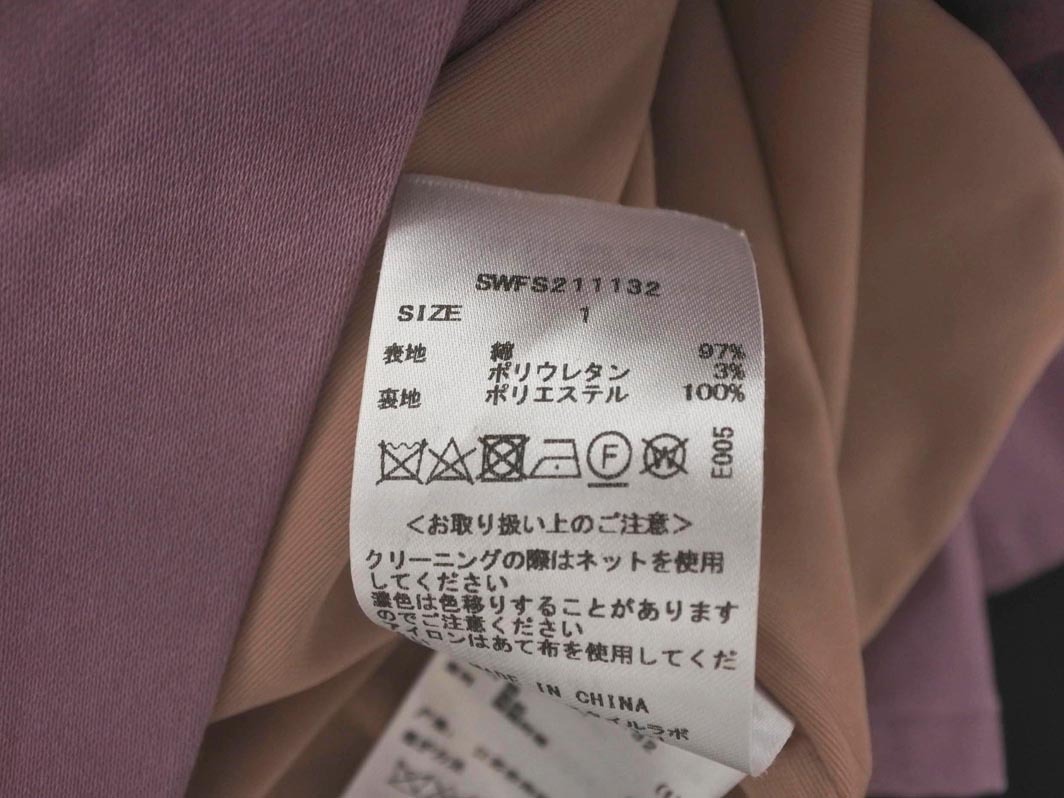 SWFS211132
SIZE 1
表地 綿 97%
ポリウレタン 3%
裏地 ポリエステル 100%
F W E005
<お取り扱い上のご注意>
クリーニングの際はネットを使用
してください
濃色は色移りすることがあります
のでご注意ください
アイロンはあて布を使用してくだ
MADE IN CHINA
イルラボ